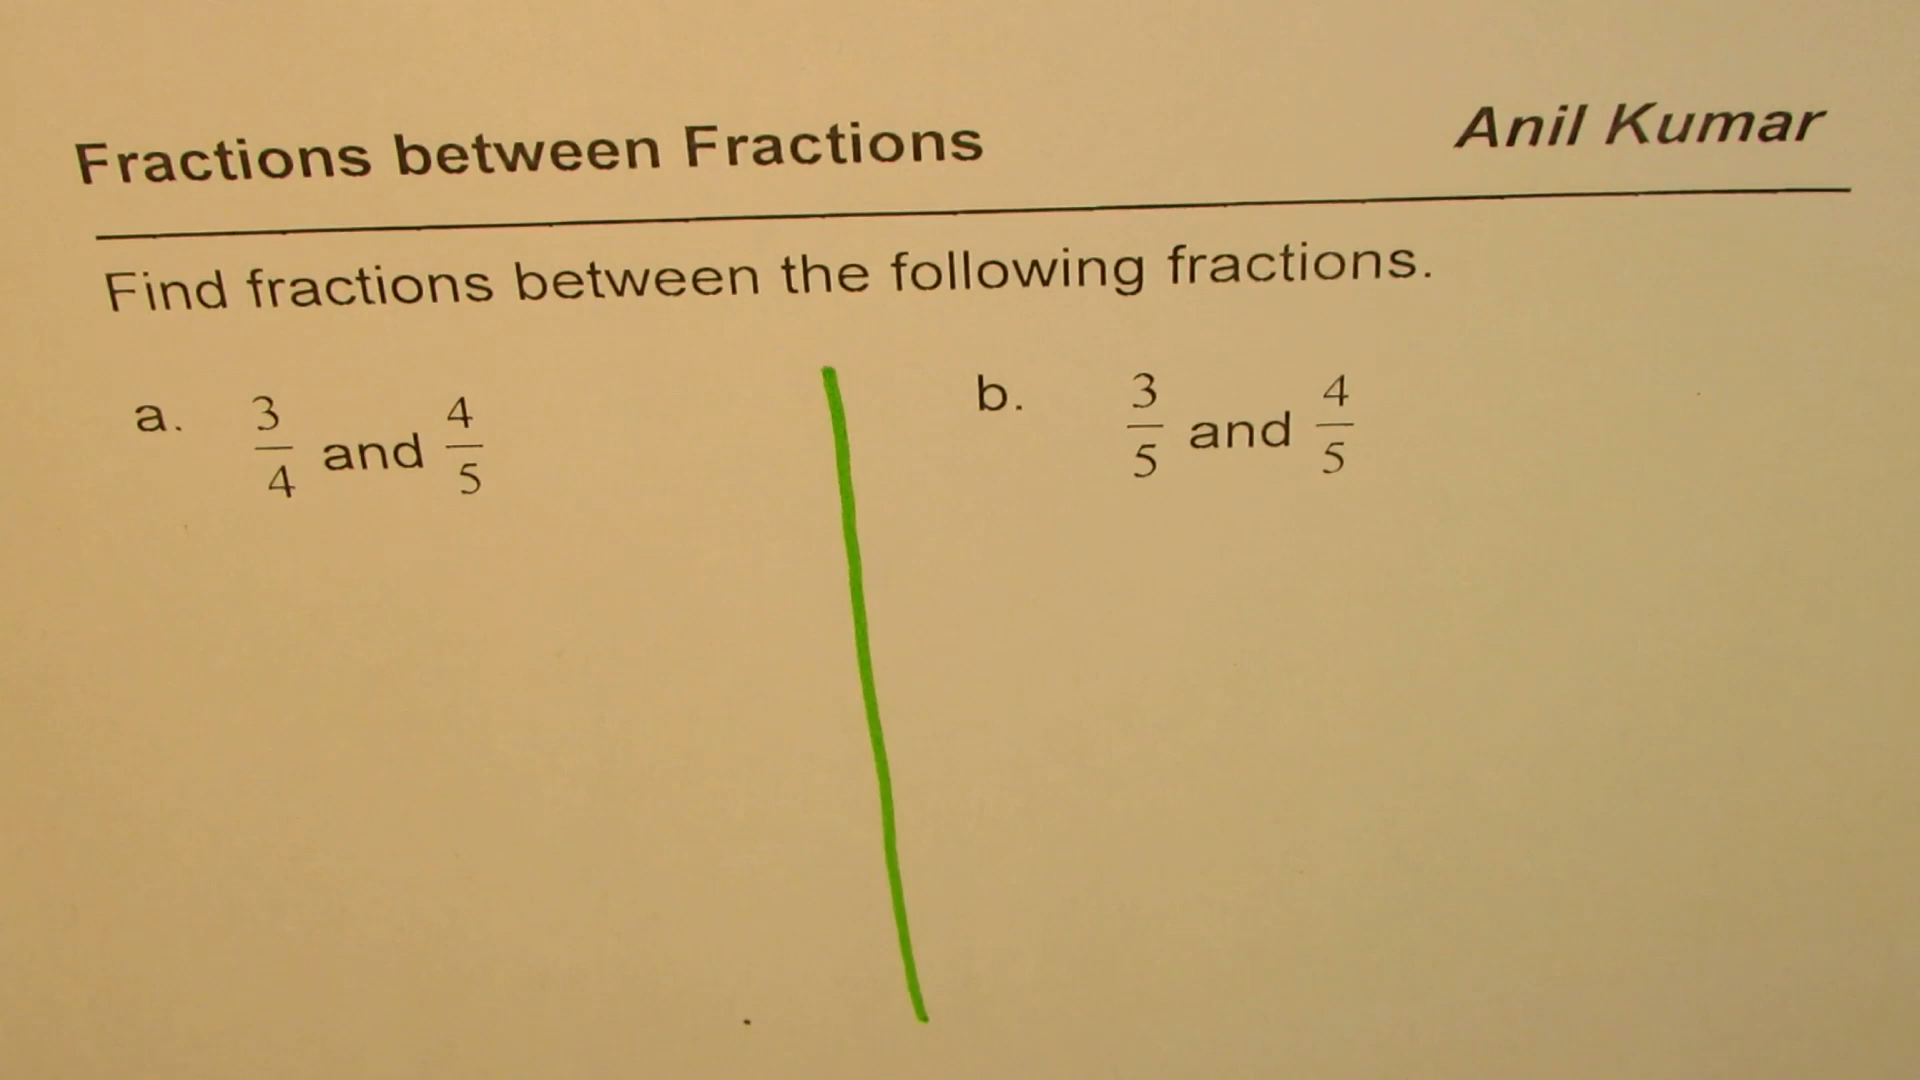 Fractions between Fractions Anil Kumar
Find fractions between the following fractions.
a. 3/4 and 4/5 b. 3/5 and 4/5